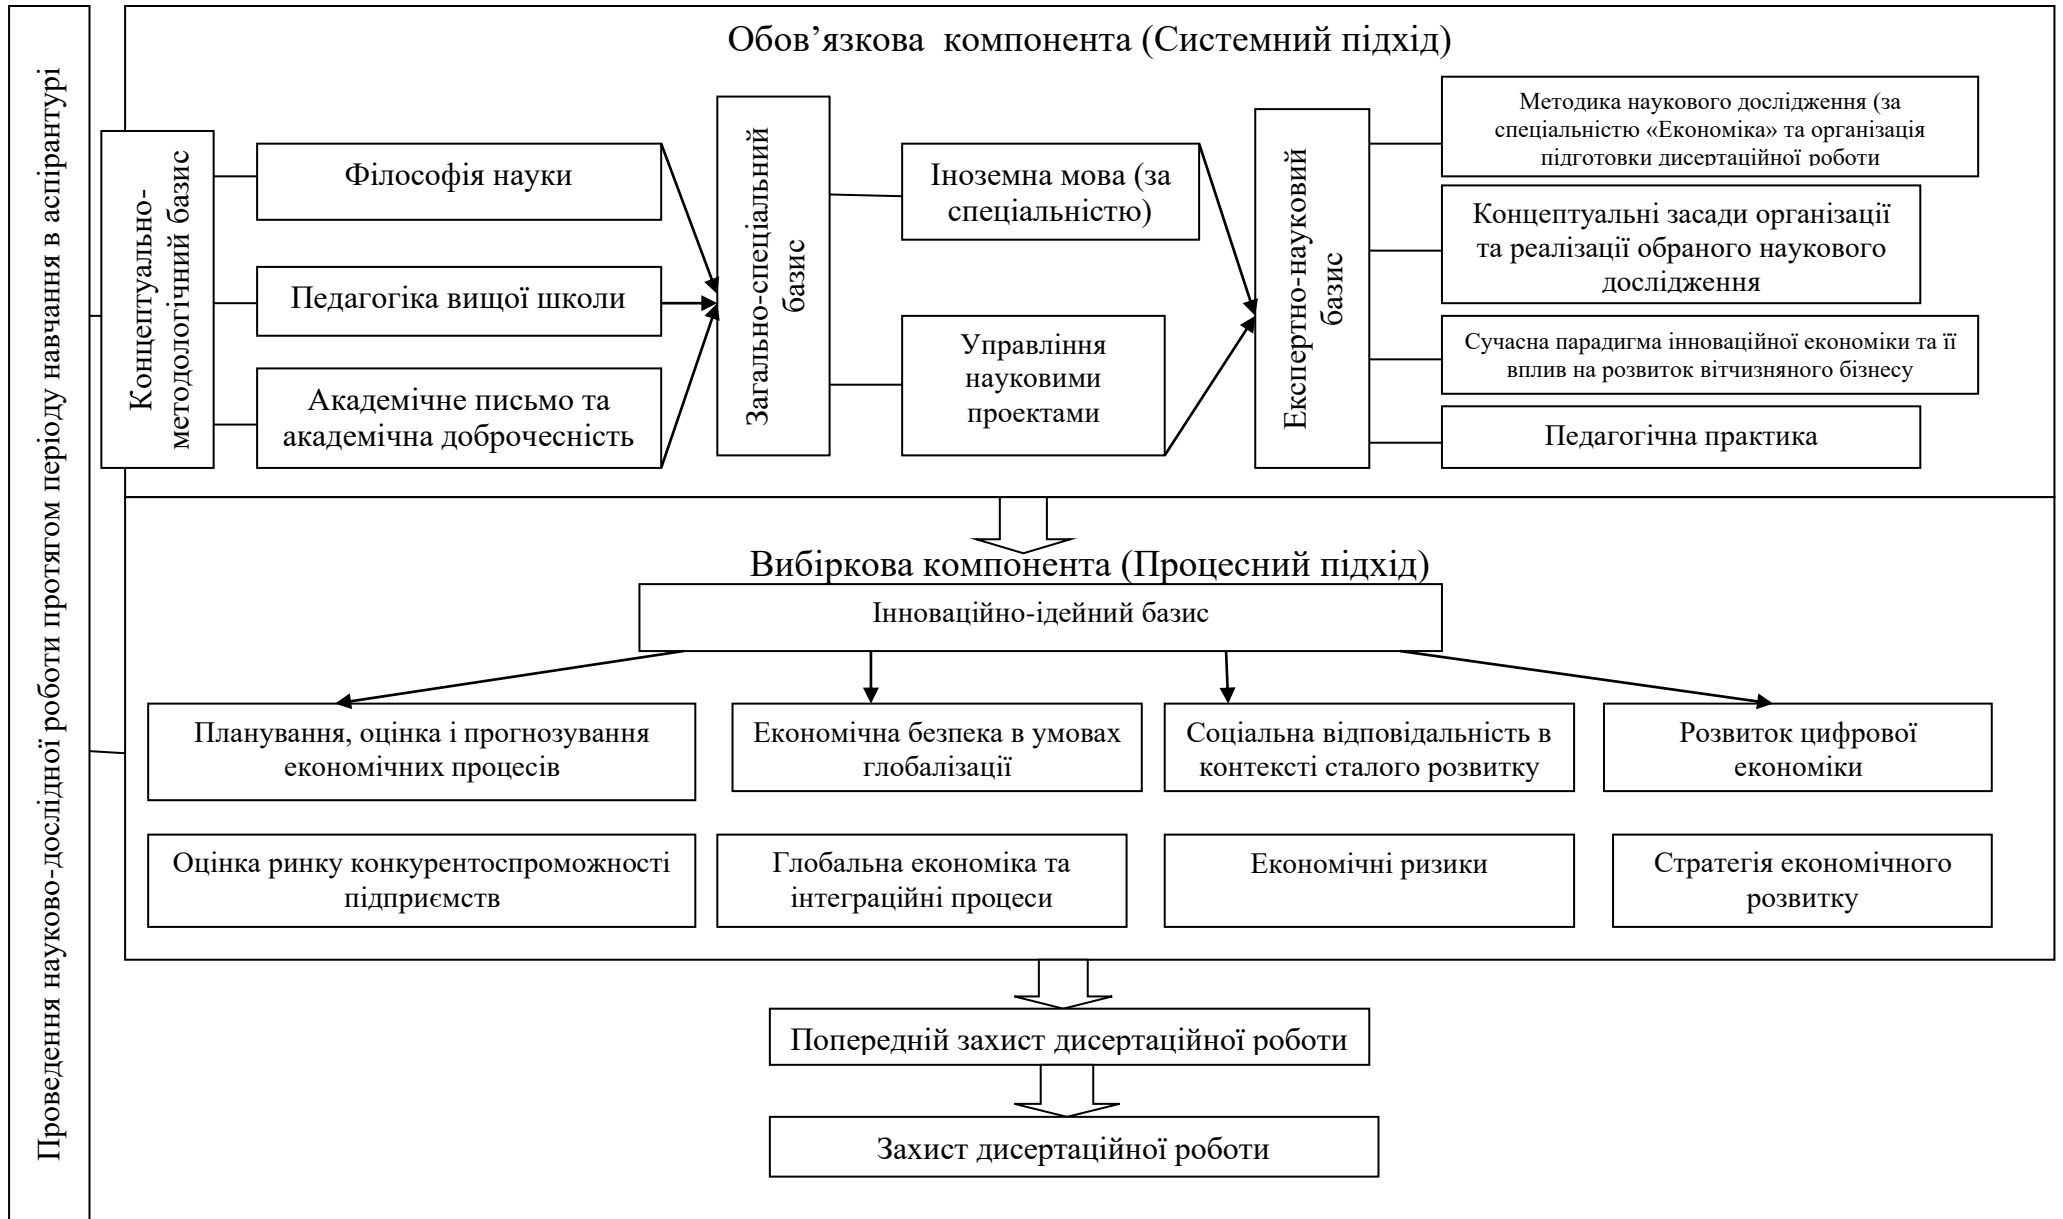 Проведення науково-дослідної роботи протягом періоду навчання в аспірантурі
Обов’язкова компонента (Системний підхід)
Концептуально-
методологічний базис
Філософія науки
Педагогіка вищої школи
Академічне письмо та
академічна доброчесність
Загально-спеціальний
базис
Іноземна мова (за
спеціальністю)
Управління
науковими
проектами
Експертно-науковий
базис
Методика наукового дослідження (за
спеціальністю «Економіка» та організація
підготовки дисертаційної роботи
Концептуальні засади організації
та реалізації обраного наукового
дослідження
Сучасна парадигма інноваційної економіки та її
вплив на розвиток вітчизняного бізнесу
Педагогічна практика
Вибіркова компонента (Процесний підхід)
Інноваційно-ідейний базис
Планування, оцінка і прогнозування
економічних процесів
Економічна безпека в умовах
глобалізації
Соціальна відповідальність в
контексті сталого розвитку
Розвиток цифрової
економіки
Оцінка ринку конкурентоспроможності
підприємств
Глобальна економіка та
інтеграційні процеси
Економічні ризики
Стратегія економічного
розвитку
Попередній захист дисертаційної роботи
Захист дисертаційної роботи